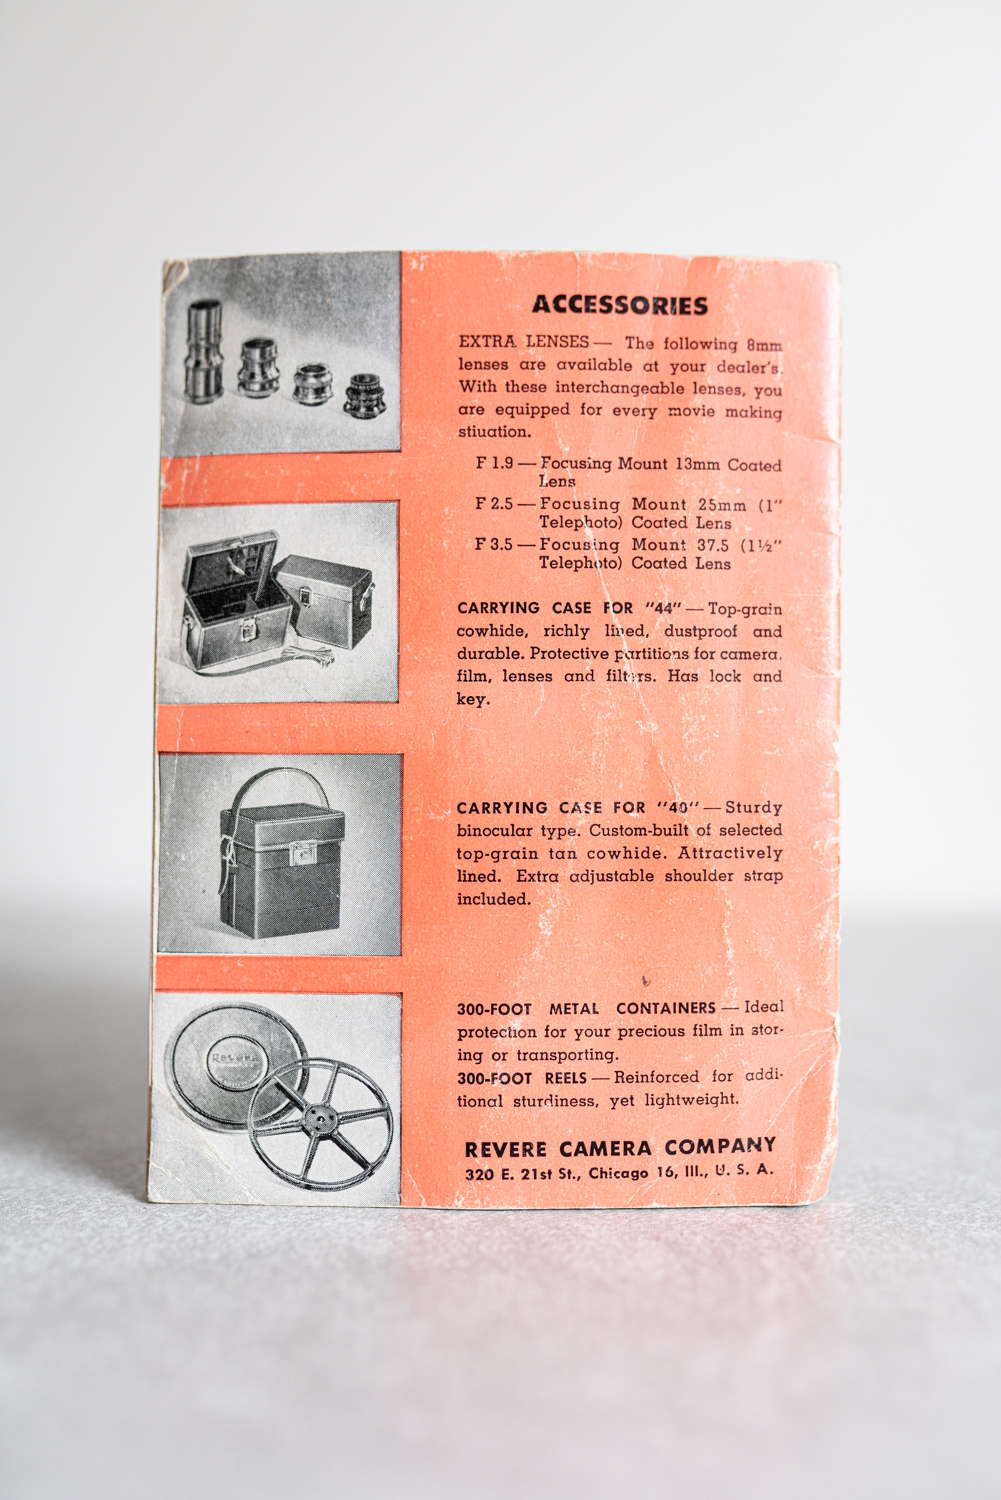 ACCESSORIES
EXTRA LENSES — The following 8mm
lenses are available at your dealer's.
With these interchangeable lenses, you
are equipped for every movie making
stiuation.
F 1.9 — Focusing Mount 13mm Coated
Lens
F 2.5 — Focusing Mount 25mm (1"
Telephoto) Coated Lens
F 3.5 — Focusing Mount 37.5 (1½"
Telephoto) Coated Lens
CARRYING CASE FOR "44" — Top-grain
cowhide, richly lined, dustproof and
durable. Protective partitions for camera,
film, lenses and filters. Has lock and
key.
CARRYING CASE FOR "40" — Sturdy
binocular type. Custom-built of selected
top-grain tan cowhide. Attractively
lined. Extra adjustable shoulder strap
included.
Revere
300-FOOT METAL CONTAINERS — Ideal
protection for your precious film in stor-
ing or transporting.
300-FOOT REELS — Reinforced for addi-
tional sturdiness, yet lightweight.
REVERE CAMERA COMPANY
320 E. 21st St., Chicago 16, Ill., U. S. A.